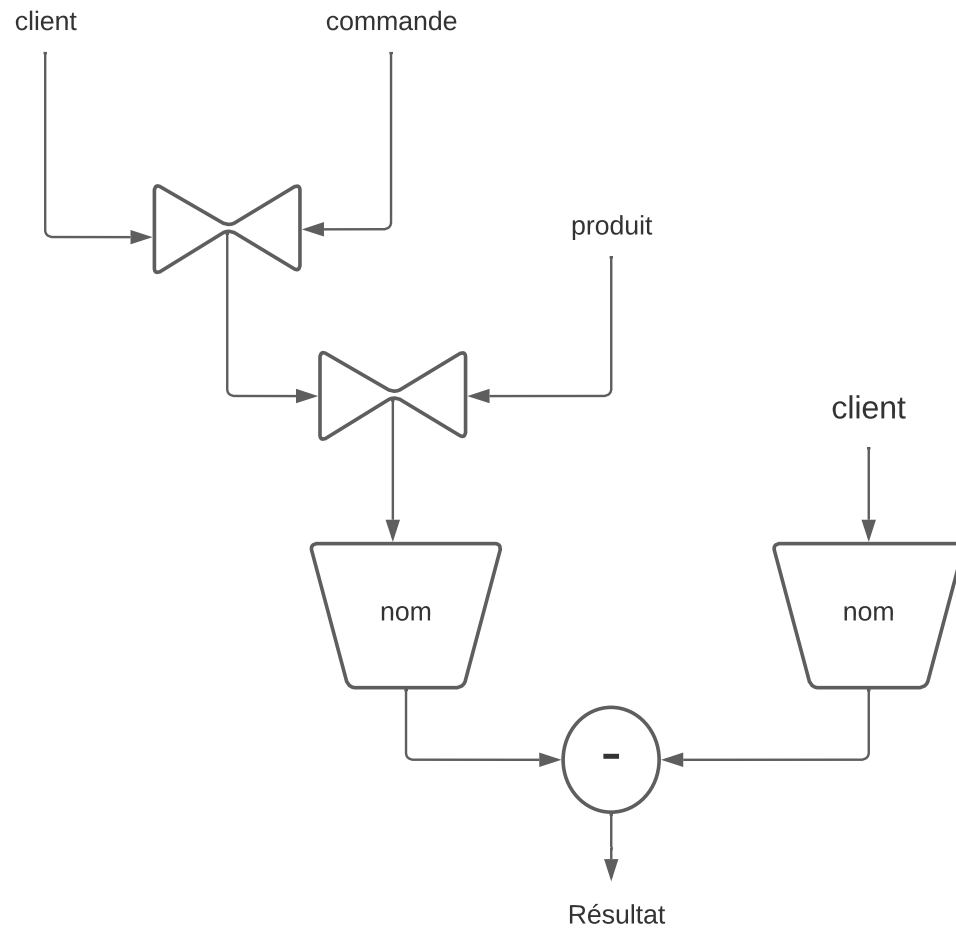 client
commande
produit
client
nom
nom
-
Résultat